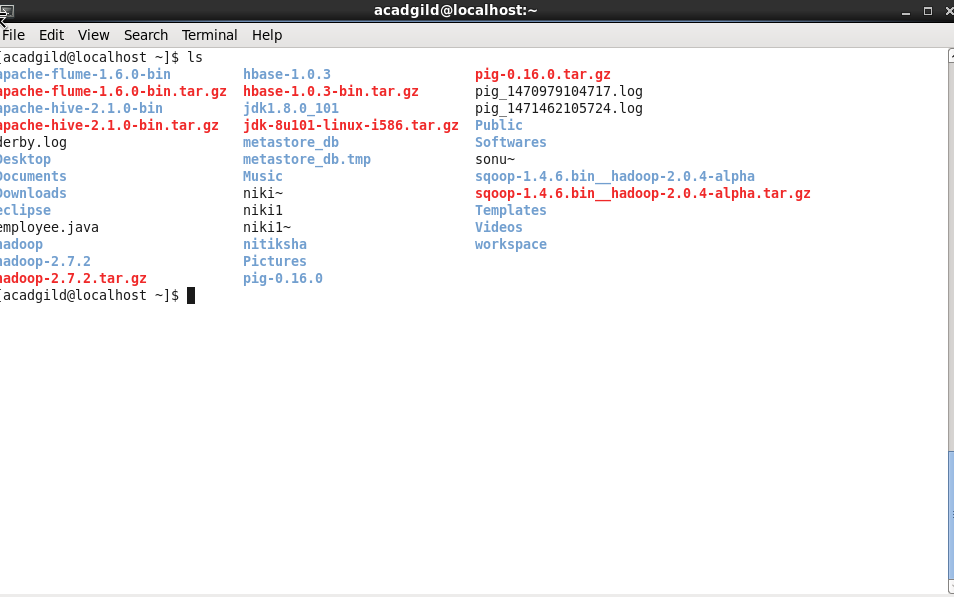 acadgild@localhost:~
File Edit View Search Terminal Help
[acadgild@localhost ~]$ ls
apache-flume-1.6.0-bin hbase-1.0.3 pig-0.16.0.tar.gz
apache-flume-1.6.0-bin.tar.gz hbase-1.0.3-bin.tar.gz pig_1470979104717.log
apache-hive-2.1.0-bin jdk1.8.0_101 pig_1471462105724.log
apache-hive-2.1.0-bin.tar.gz jdk-8u101-linux-i586.tar.gz Public
derby.log metastore_db Softwares
Desktop metastore_db.tmp sonu~
Documents Music sqoop-1.4.6.bin__hadoop-2.0.4-alpha
Downloads niki~ sqoop-1.4.6.bin__hadoop-2.0.4-alpha.tar.gz
eclipse niki1 Templates
employee.java niki1~ Videos
hadoop nitiksha workspace
hadoop-2.7.2 Pictures
hadoop-2.7.2.tar.gz pig-0.16.0
[acadgild@localhost ~]$